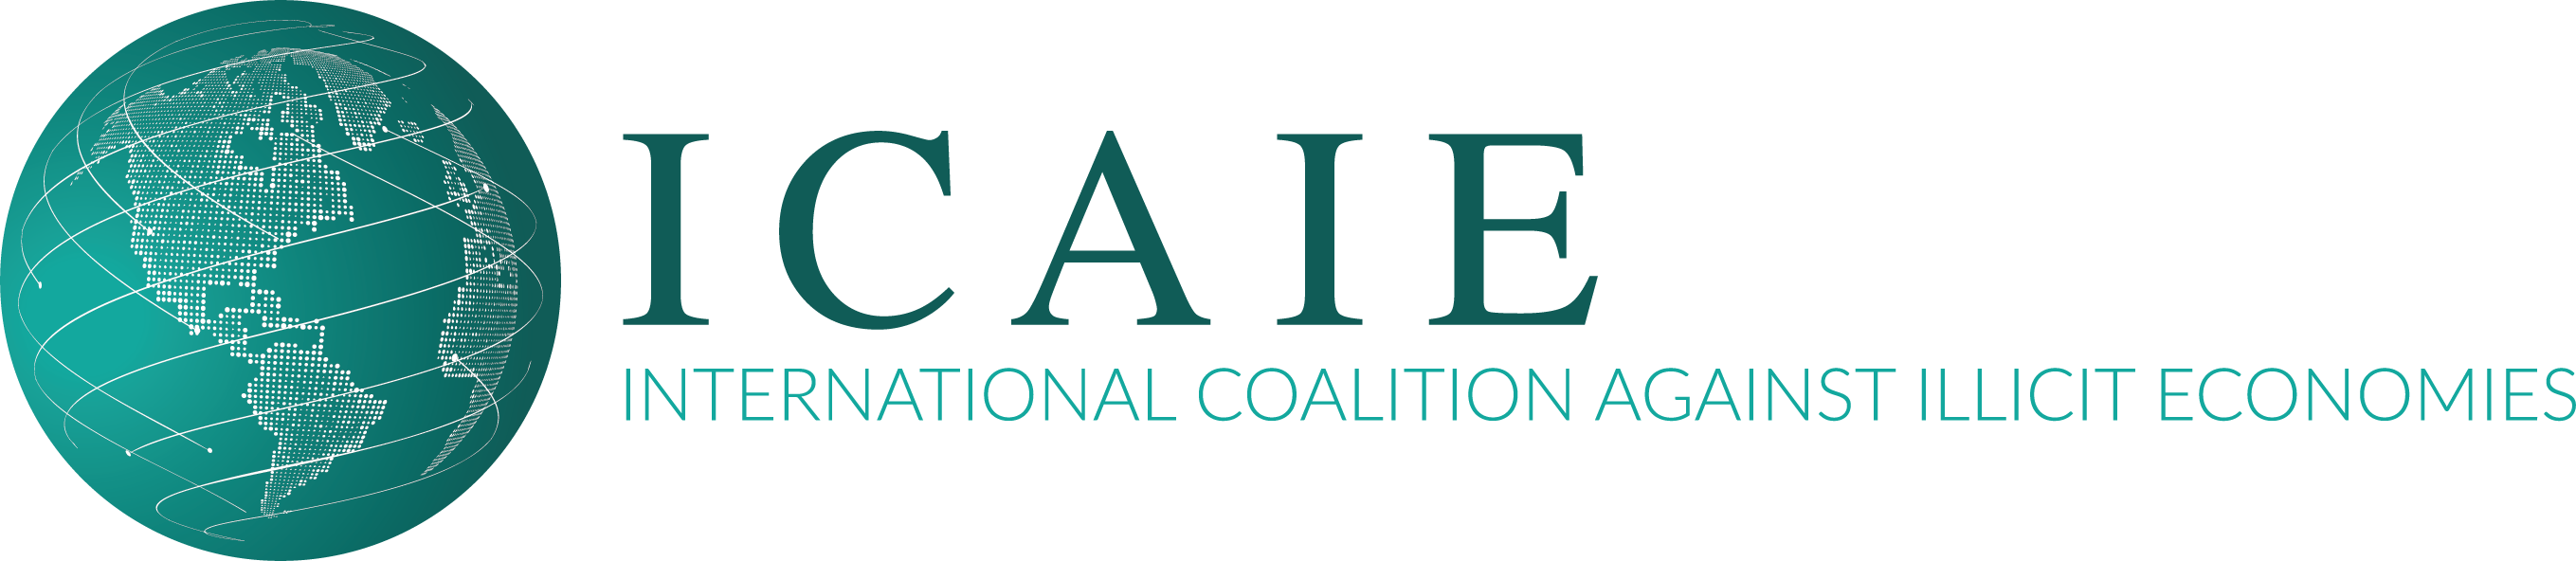 ICAIE
INTERNATIONAL COALITION AGAINST ILLICIT ECONOMIES